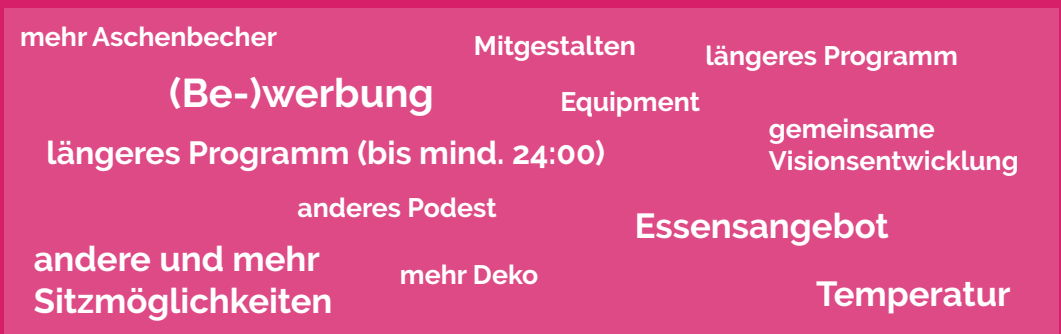 mehr Aschenbecher
Mitgestalten
längeres Programm
(Be-)werbung
Equipment
gemeinsame
Visionsentwicklung
längeres Programm (bis mind. 24:00)
anderes Podest
Essensangebot
andere und mehr
Sitzmöglichkeiten
mehr Deko
Temperatur